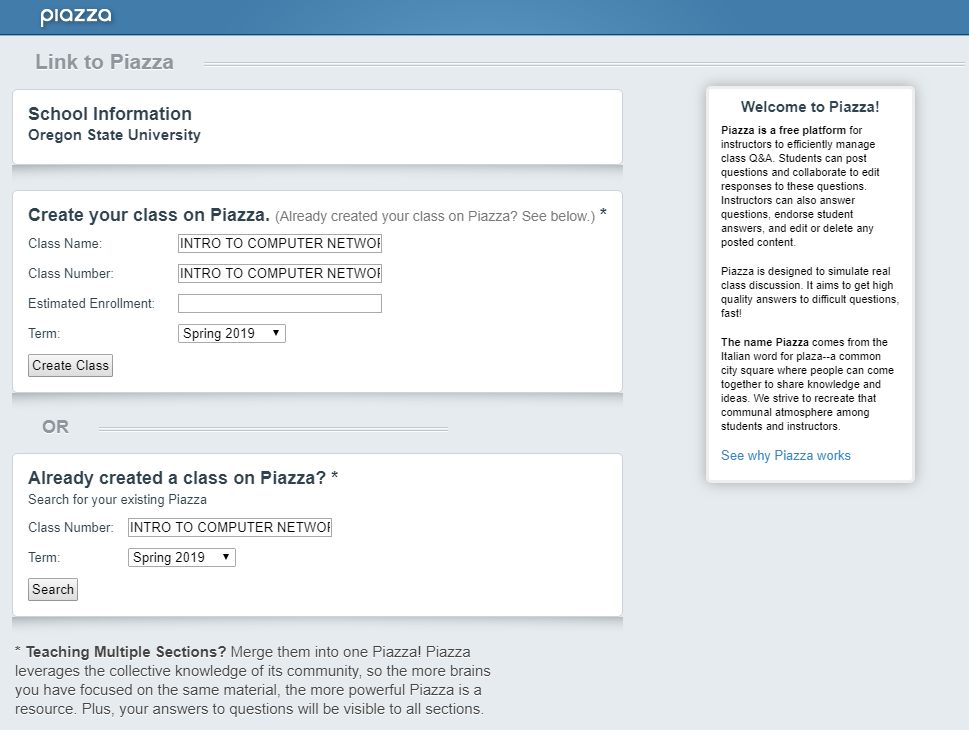 piazza
Link to Piazza
School Information
Oregon State University
Create your class on Piazza. (Already created your class on Piazza? See below.) *
Class Name: INTRO TO COMPUTER NETWOR
Class Number: INTRO TO COMPUTER NETWOR
Estimated Enrollment:
Term: Spring 2019
Create Class
OR
Already created a class on Piazza? *
Search for your existing Piazza
Class Number: INTRO TO COMPUTER NETWOR
Term: Spring 2019
Search
* Teaching Multiple Sections? Merge them into one Piazza! Piazza
leverages the collective knowledge of its community, so the more brains
you have focused on the same material, the more powerful Piazza is a
resource. Plus, your answers to questions will be visible to all sections.
Welcome to Piazza!
Piazza is a free platform for
instructors to efficiently manage
class Q&A. Students can post
questions and collaborate to edit
responses to these questions.
Instructors can also answer
questions, endorse student
answers, and edit or delete any
posted content.
Piazza is designed to simulate real
class discussion. It aims to get high
quality answers to difficult questions,
fast!
The name Piazza comes from the
Italian word for plaza--a common
city square where people can come
together to share knowledge and
ideas. We strive to recreate that
communal atmosphere among
students and instructors.
See why Piazza works